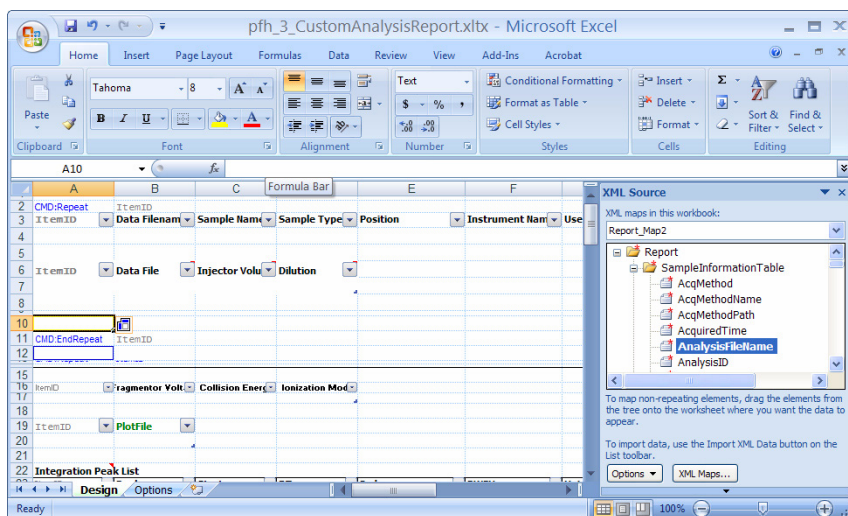 pfh_3_CustomAnalysisReport.xltx - Microsoft Excel
Home Insert Page Layout Formulas Data Review View Add-Ins Acrobat
Paste
Tahoma 8 A A
B I U A
Text
$ % ,
.00 .0
Conditional Formatting
Format as Table
Cell Styles
Insert
Delete
Format
Σ
Sort & Filter
Find & Select
Clipboard Font Alignment Number Styles Cells Editing
A10 fx
Formula Bar
A B C E F
2 CMD:Repeat ItemID
3 ItemID Data Filenam Sample Name Sample Type Position Instrument Nam Use
4
5
6 ItemID Data File Injector Volu Dilution
7
8
10
11 CMD:EndRepeat ItemID
12
15
16 ItemID Fragmentor Volt Collision Energ Ionization Mod
17
18
19 ItemID PlotFile
20
21
22 Integration Peak List
Design Options
Ready
XML Source
XML maps in this workbook:
Report_Map2
Report
SampleInformationTable
AcqMethod
AcqMethodName
AcqMethodPath
AcquiredTime
AnalysisFileName
AnalysisID
To map non-repeating elements, drag the elements from
the tree onto the worksheet where you want the data to
appear.
To import data, use the Import XML Data button on the
List toolbar.
Options XML Maps...
100%